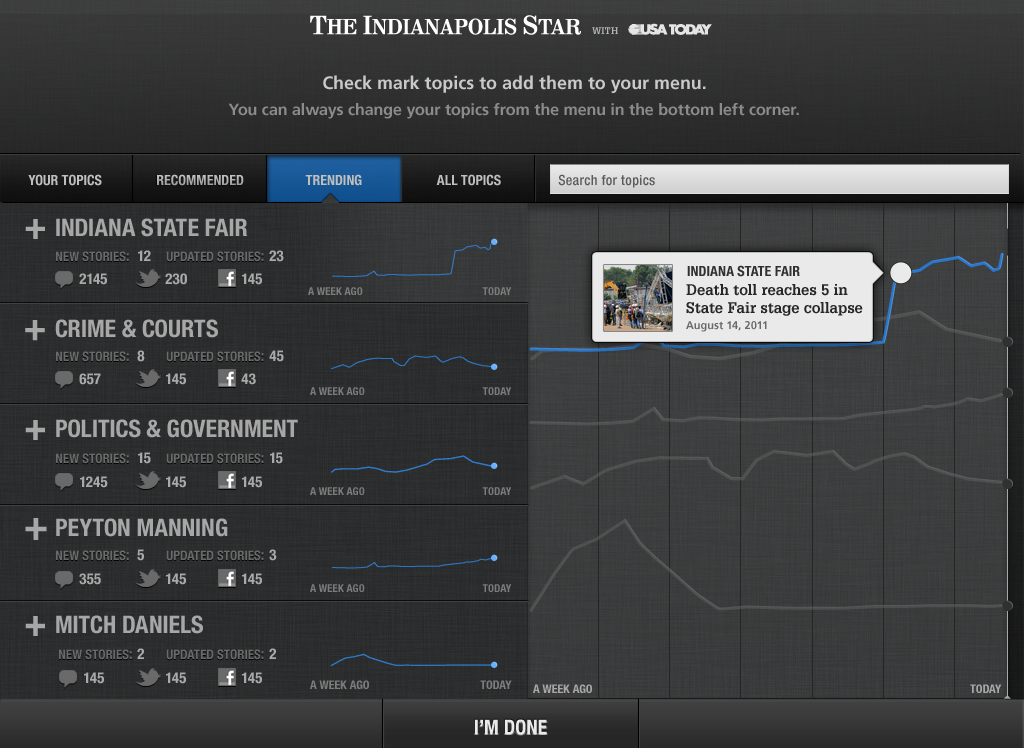 THE INDIANAPOLIS STAR WITH USA TODAY
Check mark topics to add them to your menu.
You can always change your topics from the menu in the bottom left corner.
YOUR TOPICS RECOMMENDED TRENDING ALL TOPICS Search for topics
INDIANA STATE FAIR
NEW STORIES: 12 UPDATED STORIES: 23
2145 230 145
A WEEK AGO TODAY
INDIANA STATE FAIR
Death toll reaches 5 in
State Fair stage collapse
August 14, 2011
CRIME & COURTS
NEW STORIES: 8 UPDATED STORIES: 45
657 145 43
A WEEK AGO TODAY
POLITICS & GOVERNMENT
NEW STORIES: 15 UPDATED STORIES: 15
1245 145 145
A WEEK AGO TODAY
PEYTON MANNING
NEW STORIES: 5 UPDATED STORIES: 3
355 145 145
A WEEK AGO TODAY
MITCH DANIELS
NEW STORIES: 2 UPDATED STORIES: 2
145 145 145
A WEEK AGO TODAY
A WEEK AGO TODAY
I'M DONE